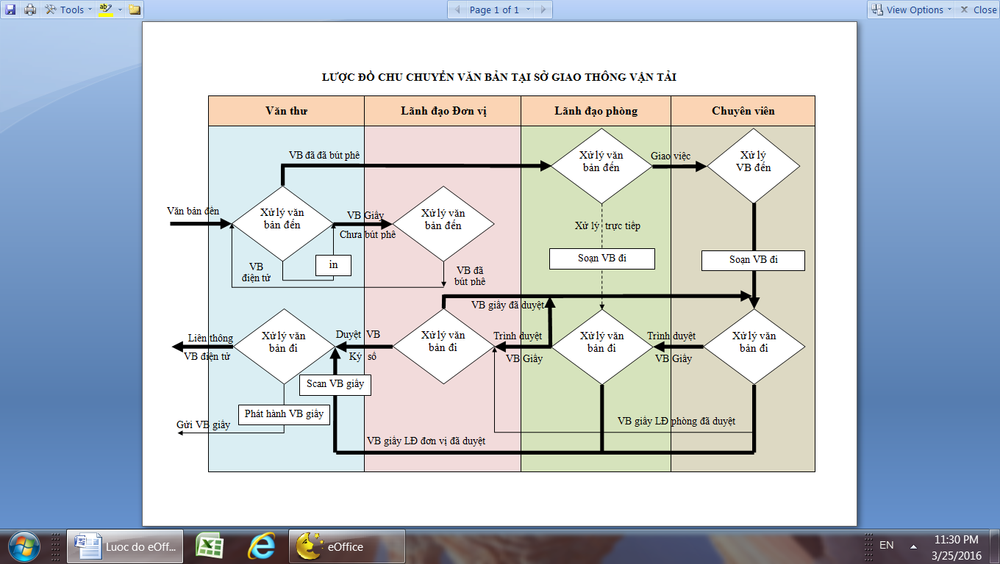 Tools
Page 1 of 1
View Options
Close
LƯỢC ĐỒ CHU CHUYỂN VĂN BẢN TẠI SỞ GIAO THÔNG VẬN TẢI
Văn thư
Lãnh đạo Đơn vị
Lãnh đạo phòng
Chuyên viên
VB đã đã bút phê
Xử lý văn
bản đến
Giao việc
Xử lý
VB đến
Văn bản đến
Xử lý văn
bản đến
VB Giấy
Chưa bút phê
Xử lý văn
bản đến
Xử lý trực tiếp
Soạn VB đi
Soạn VB đi
VB
điện tử
in
VB đã
bút phê
VB giấy đã duyệt
Liên thông
VB điện tử
Xử lý văn
bản đi
Duyệt VB
Ký số
Xử lý văn
bản đi
Trình duyệt
VB Giấy
Xử lý văn
bản đi
Trình duyệt
VB Giấy
Xử lý văn
bản đi
Scan VB giấy
Phát hành VB giấy
Gửi VB giấy
VB giấy LĐ phòng đã duyệt
VB giấy LĐ đơn vị đã duyệt
Luoc do eOff...
eOffice
EN
11:30 PM
3/25/2016